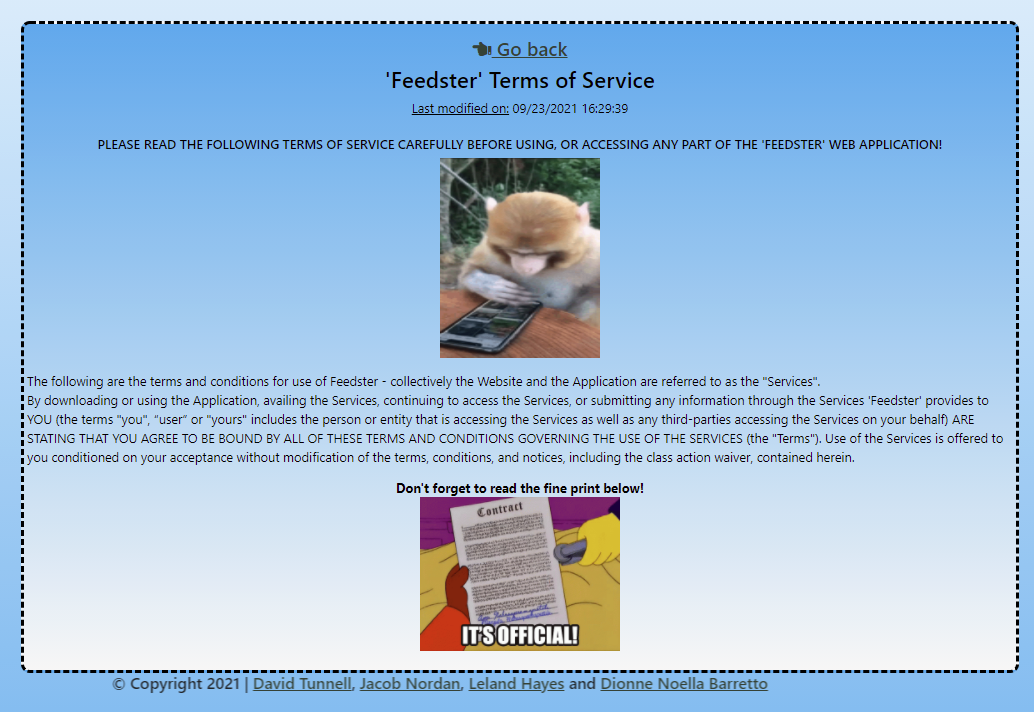 Go back
'Feedster' Terms of Service
Last modified on: 09/23/2021 16:29:39
PLEASE READ THE FOLLOWING TERMS OF SERVICE CAREFULLY BEFORE USING, OR ACCESSING ANY PART OF THE 'FEEDSTER' WEB APPLICATION!
The following are the terms and conditions for use of Feedster - collectively the Website and the Application are referred to as the "Services".
By downloading or using the Application, availing the Services, continuing to access the Services, or submitting any information through the Services 'Feedster' provides to
YOU (the terms "you", "user" or "yours" includes the person or entity that is accessing the Services as well as any third-parties accessing the Services on your behalf) ARE
STATING THAT YOU AGREE TO BE BOUND BY ALL OF THESE TERMS AND CONDITIONS GOVERNING THE USE OF THE SERVICES (the "Terms"). Use of the Services is offered to
you conditioned on your acceptance without modification of the terms, conditions, and notices, including the class action waiver, contained herein.
Don't forget to read the fine print below!
Contract
IT'S OFFICIAL!
© Copyright 2021 | David Tunnell, Jacob Nordan, Leland Hayes and Dionne Noella Barretto